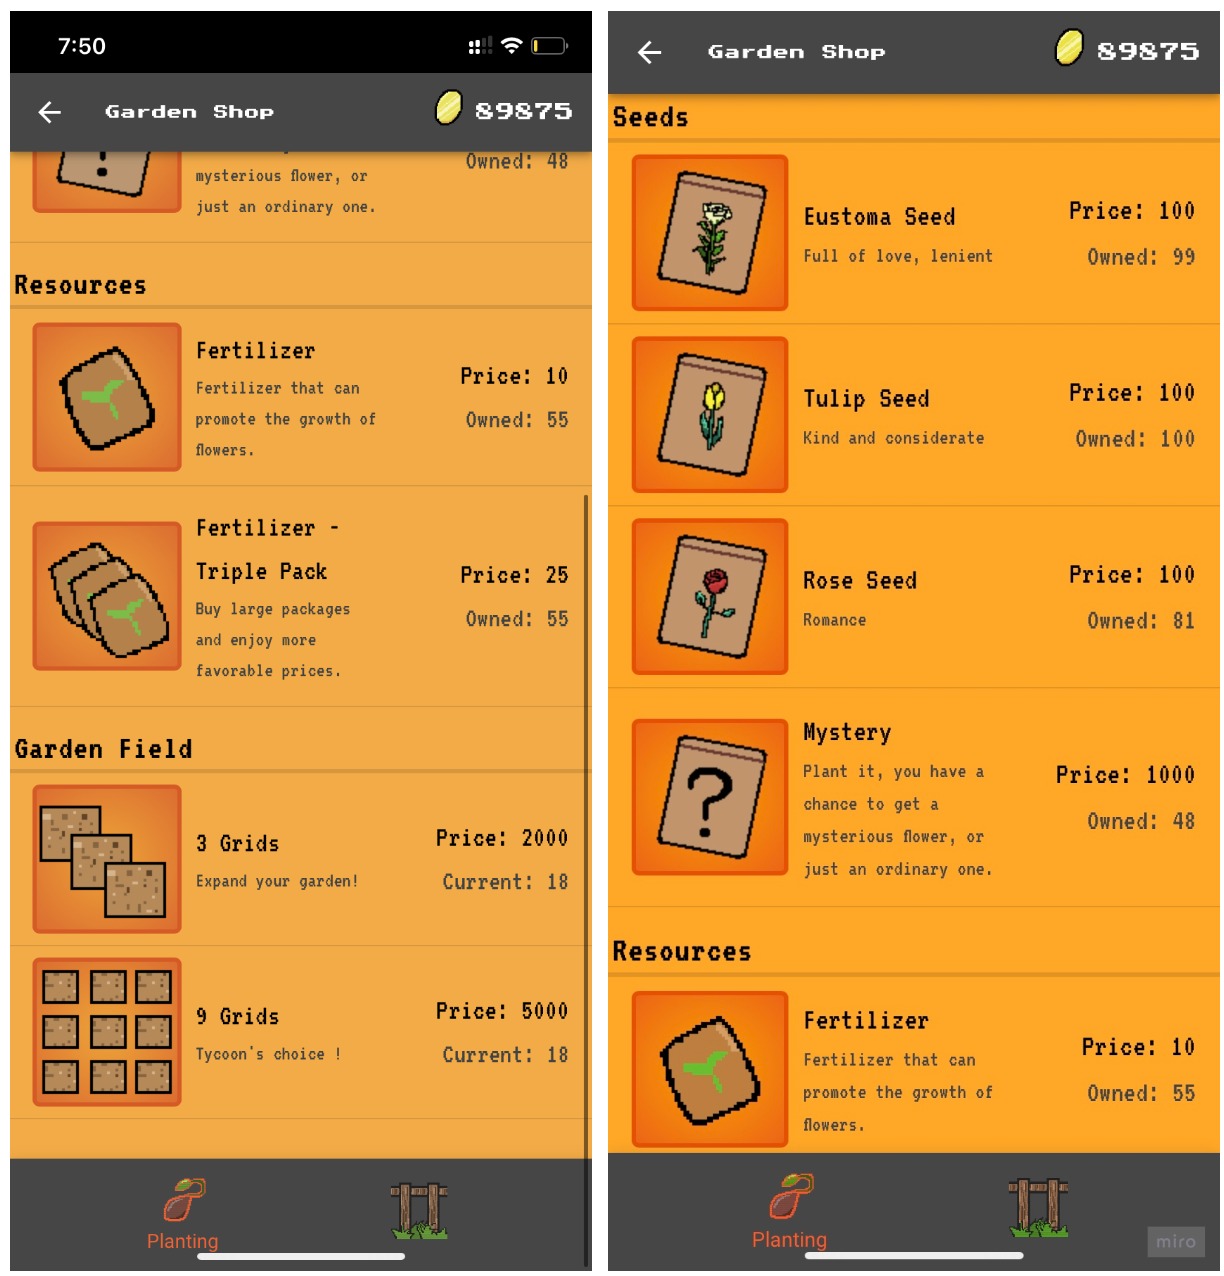 7:50
Garden Shop
89875
Owned: 48
mysterious flower, or
just an ordinary one.
Resources
Fertilizer
Fertilizer that can
promote the growth of
flowers.
Price: 10
Owned: 55
Fertilizer -
Triple Pack
Buy large packages
and enjoy more
favorable prices.
Price: 25
Owned: 55
Garden Field
3 Grids
Expand your garden!
Price: 2000
Current: 18
9 Grids
Tycoon's choice !
Price: 5000
Current: 18
Planting
Garden Shop
89875
Seeds
Eustoma Seed
Full of love, lenient
Price: 100
Owned: 99
Tulip Seed
Kind and considerate
Price: 100
Owned: 100
Rose Seed
Romance
Price: 100
Owned: 81
?
Mystery
Plant it, you have a
chance to get a
mysterious flower, or
just an ordinary one.
Price: 1000
Owned: 48
Resources
Fertilizer
Fertilizer that can
promote the growth of
flowers.
Price: 10
Owned: 55
Planting
miro